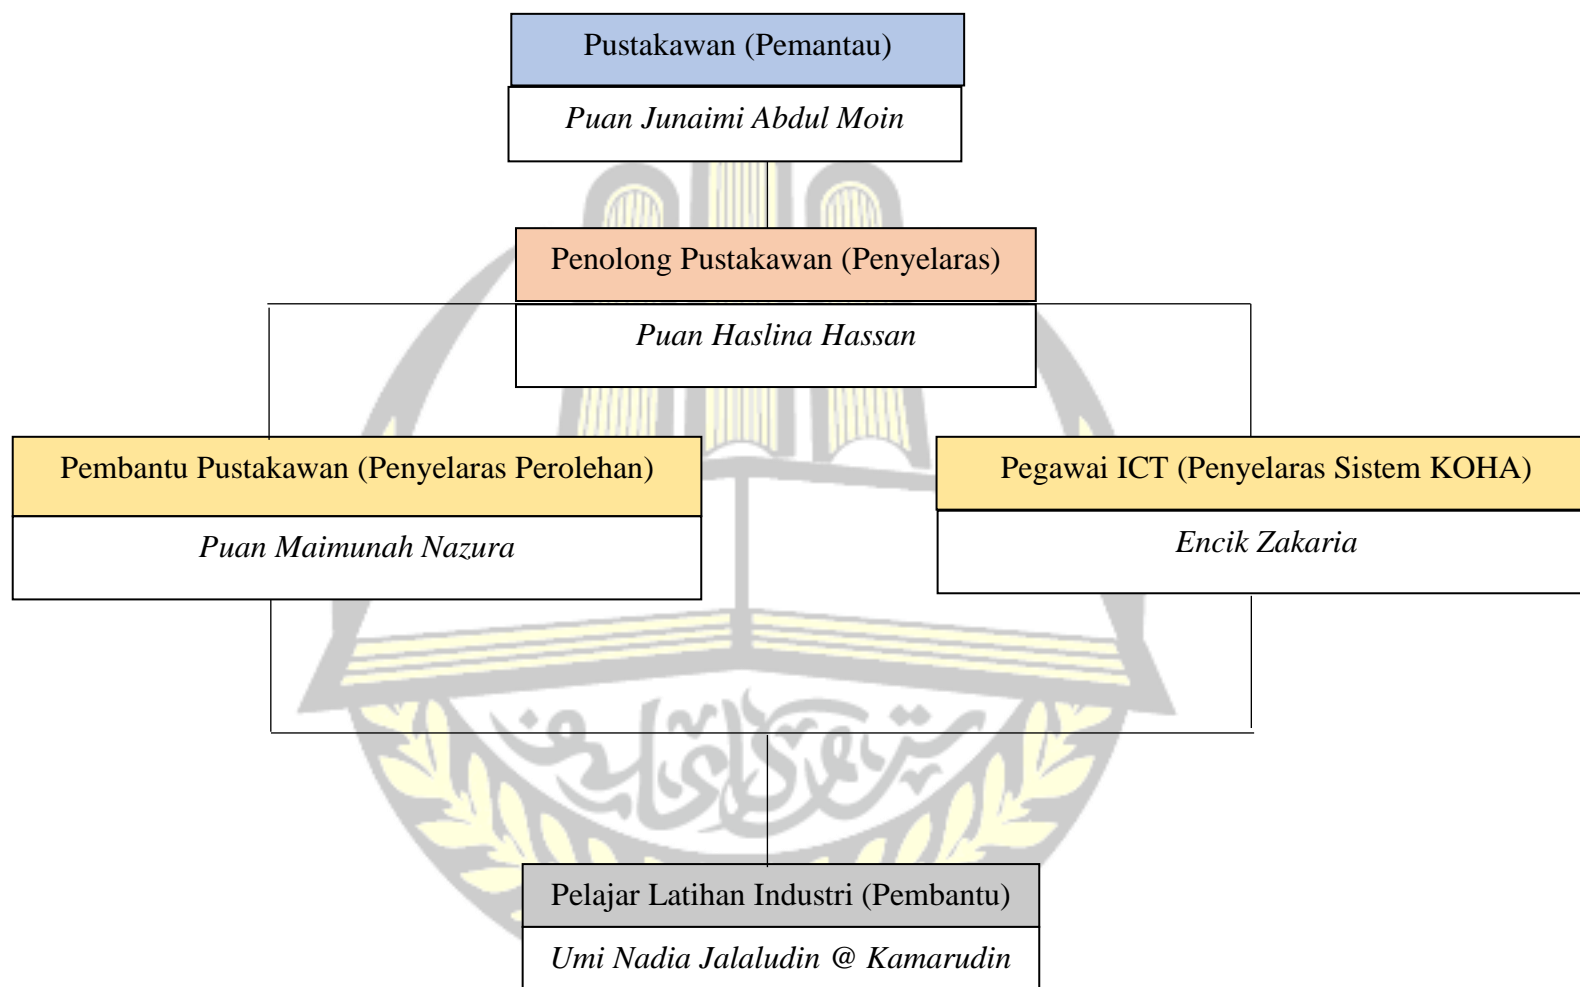 Pustakawan (Pemantau)
Puan Junaimi Abdul Moin
Penolong Pustakawan (Penyelaras)
Puan Haslina Hassan
Pembantu Pustakawan (Penyelaras Perolehan)
Puan Maimunah Nazura
Pegawai ICT (Penyelaras Sistem KOHA)
Encik Zakaria
Pelajar Latihan Industri (Pembantu)
Umi Nadia Jalaludin @ Kamarudin